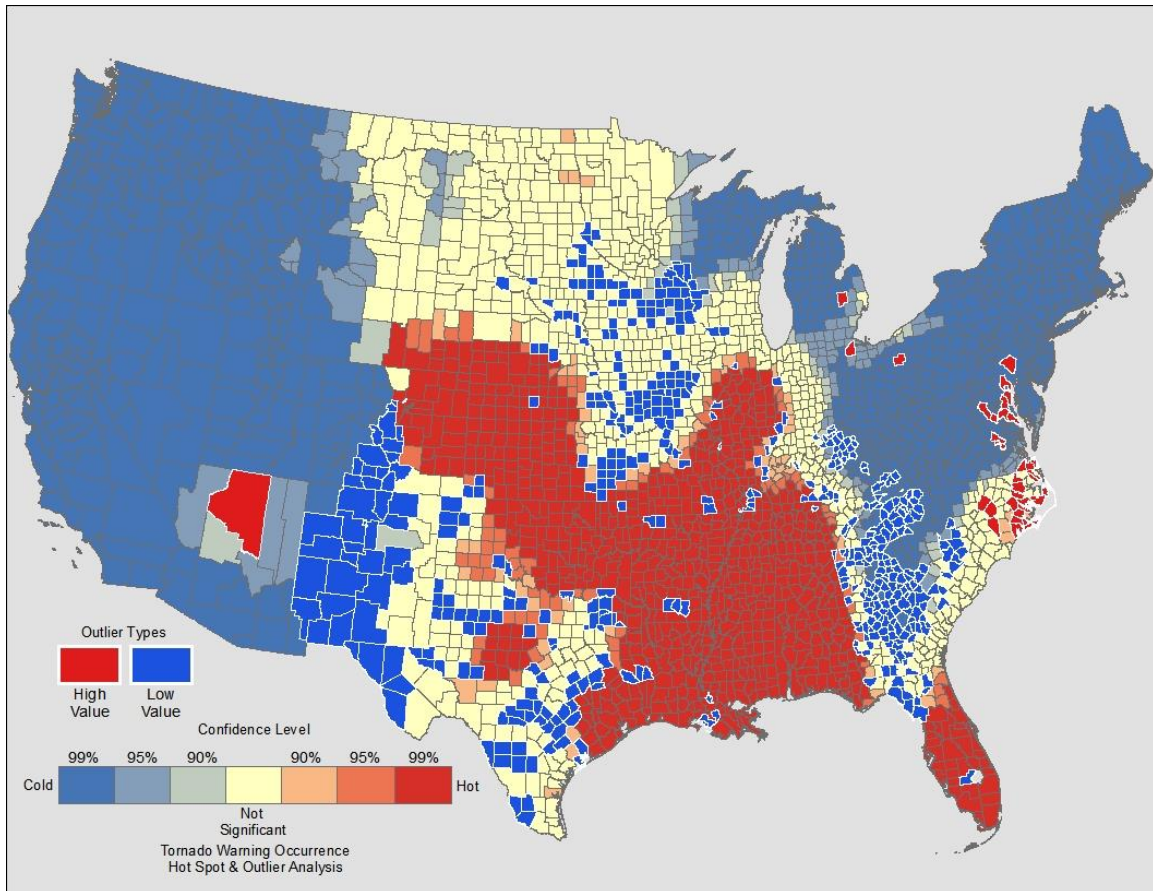 Outlier Types
High Value
Low Value
Confidence Level
99% 95% 90% 90% 95% 99%
Cold
Hot
Not Significant
Tornado Warning Occurrence
Hot Spot & Outlier Analysis